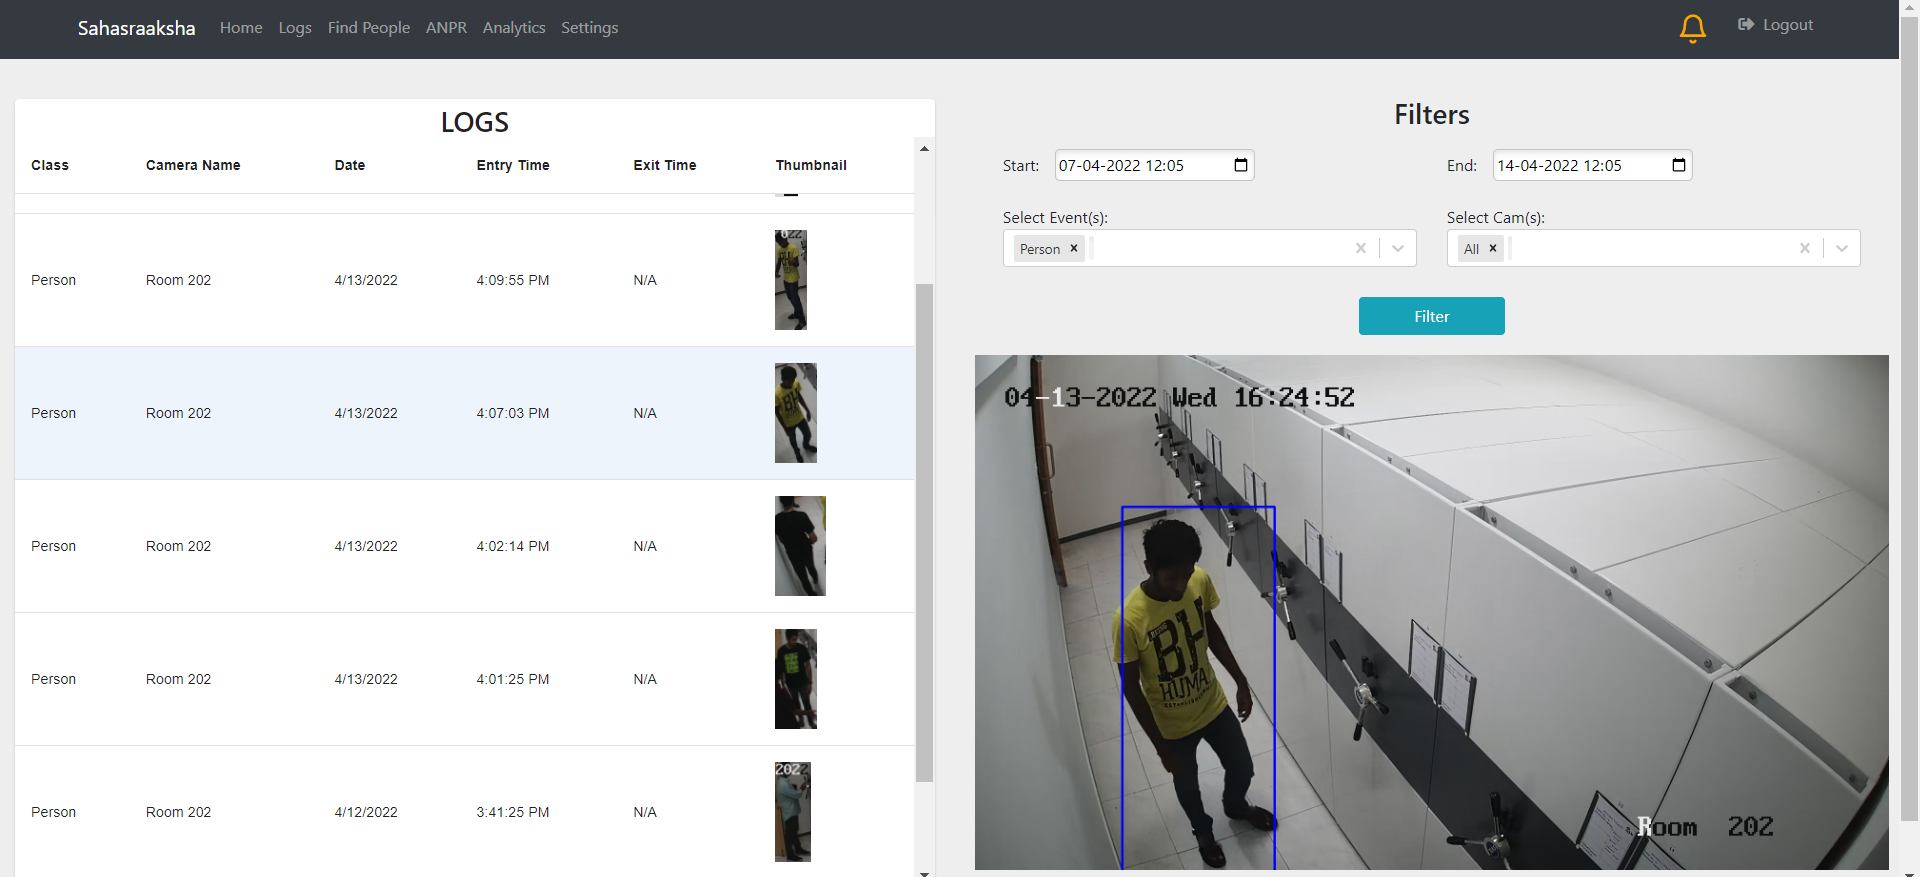 Sahasraaksha Home Logs Find People ANPR Analytics Settings Logout
LOGS
Class Camera Name Date Entry Time Exit Time Thumbnail
022
Person Room 202 4/13/2022 4:09:55 PM N/A
Person Room 202 4/13/2022 4:07:03 PM N/A
Person Room 202 4/13/2022 4:02:14 PM N/A
Person Room 202 4/13/2022 4:01:25 PM N/A
202
Person Room 202 4/12/2022 3:41:25 PM N/A
Filters
Start: 07-04-2022 12:05 End: 14-04-2022 12:05
Select Event(s): Select Cam(s):
Person × All ×
Filter
04-13-2022 Wed 16:24:52
BH
HUMA
ESTABLISHED
Room 202